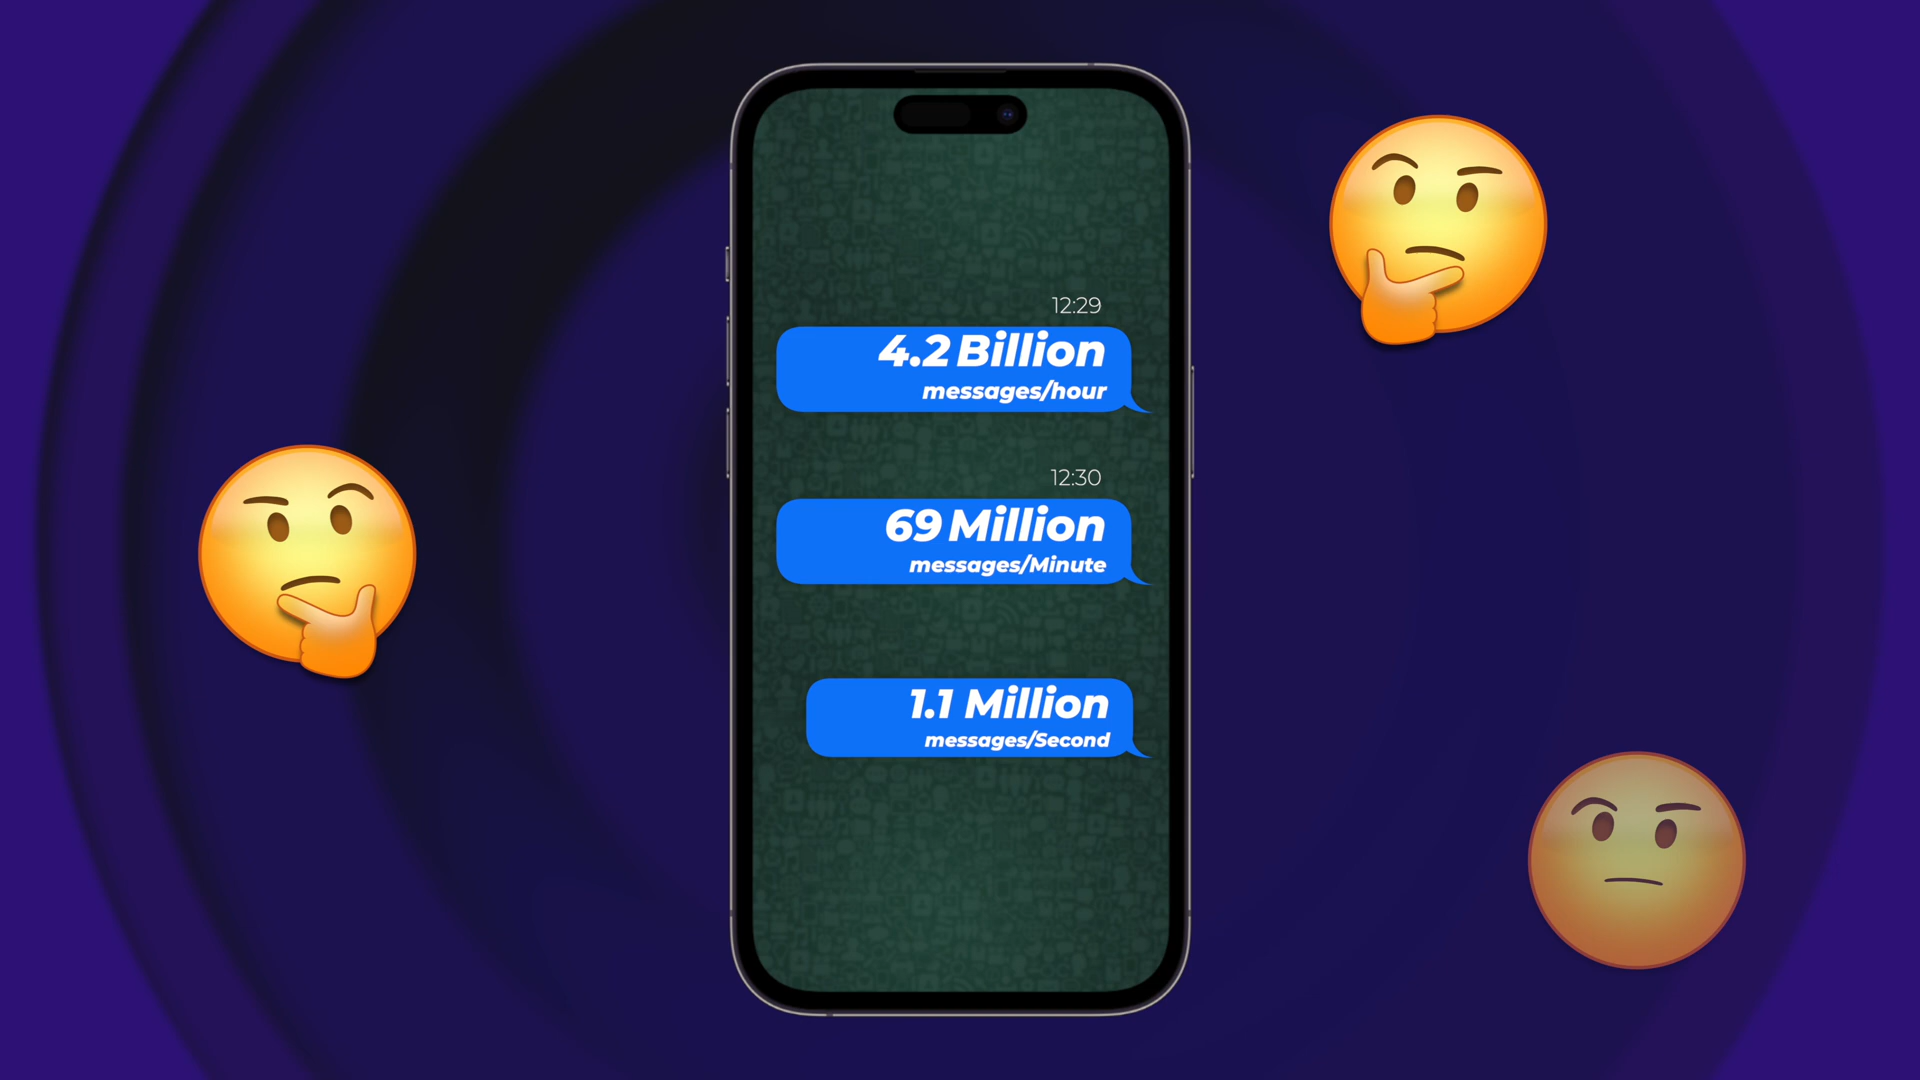 12:29
4.2 Billion
messages/hour
12:30
69 Million
messages/Minute
1.1 Million
messages/Second